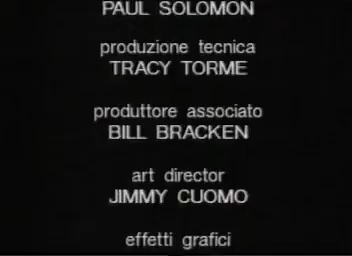 PAUL SOLOMON
produzione tecnica
TRACY TORME
produttore associato
BILL BRACKEN
art director
JIMMY CUOMO
effetti grafici